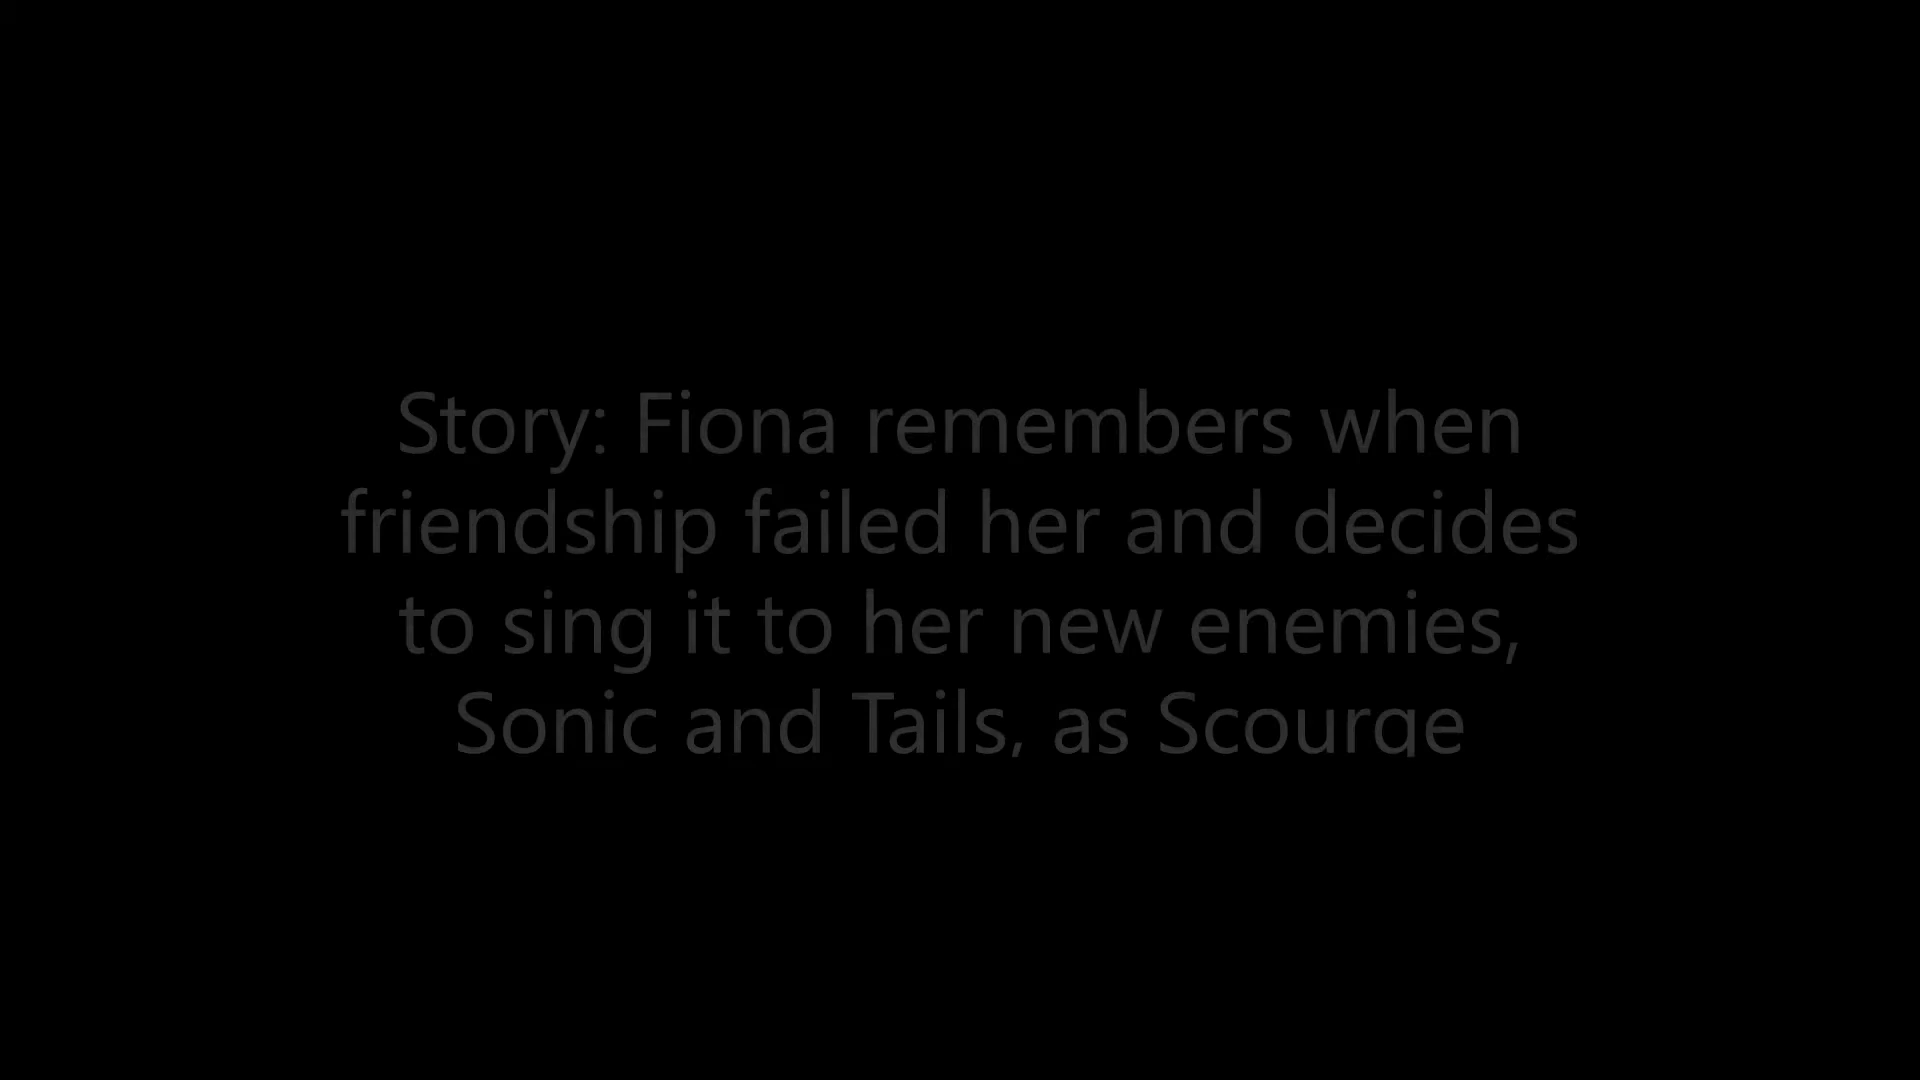 Story: Fiona remembers when
friendship failed her and decides
to sing it to her new enemies,
Sonic and Tails, as Scourge